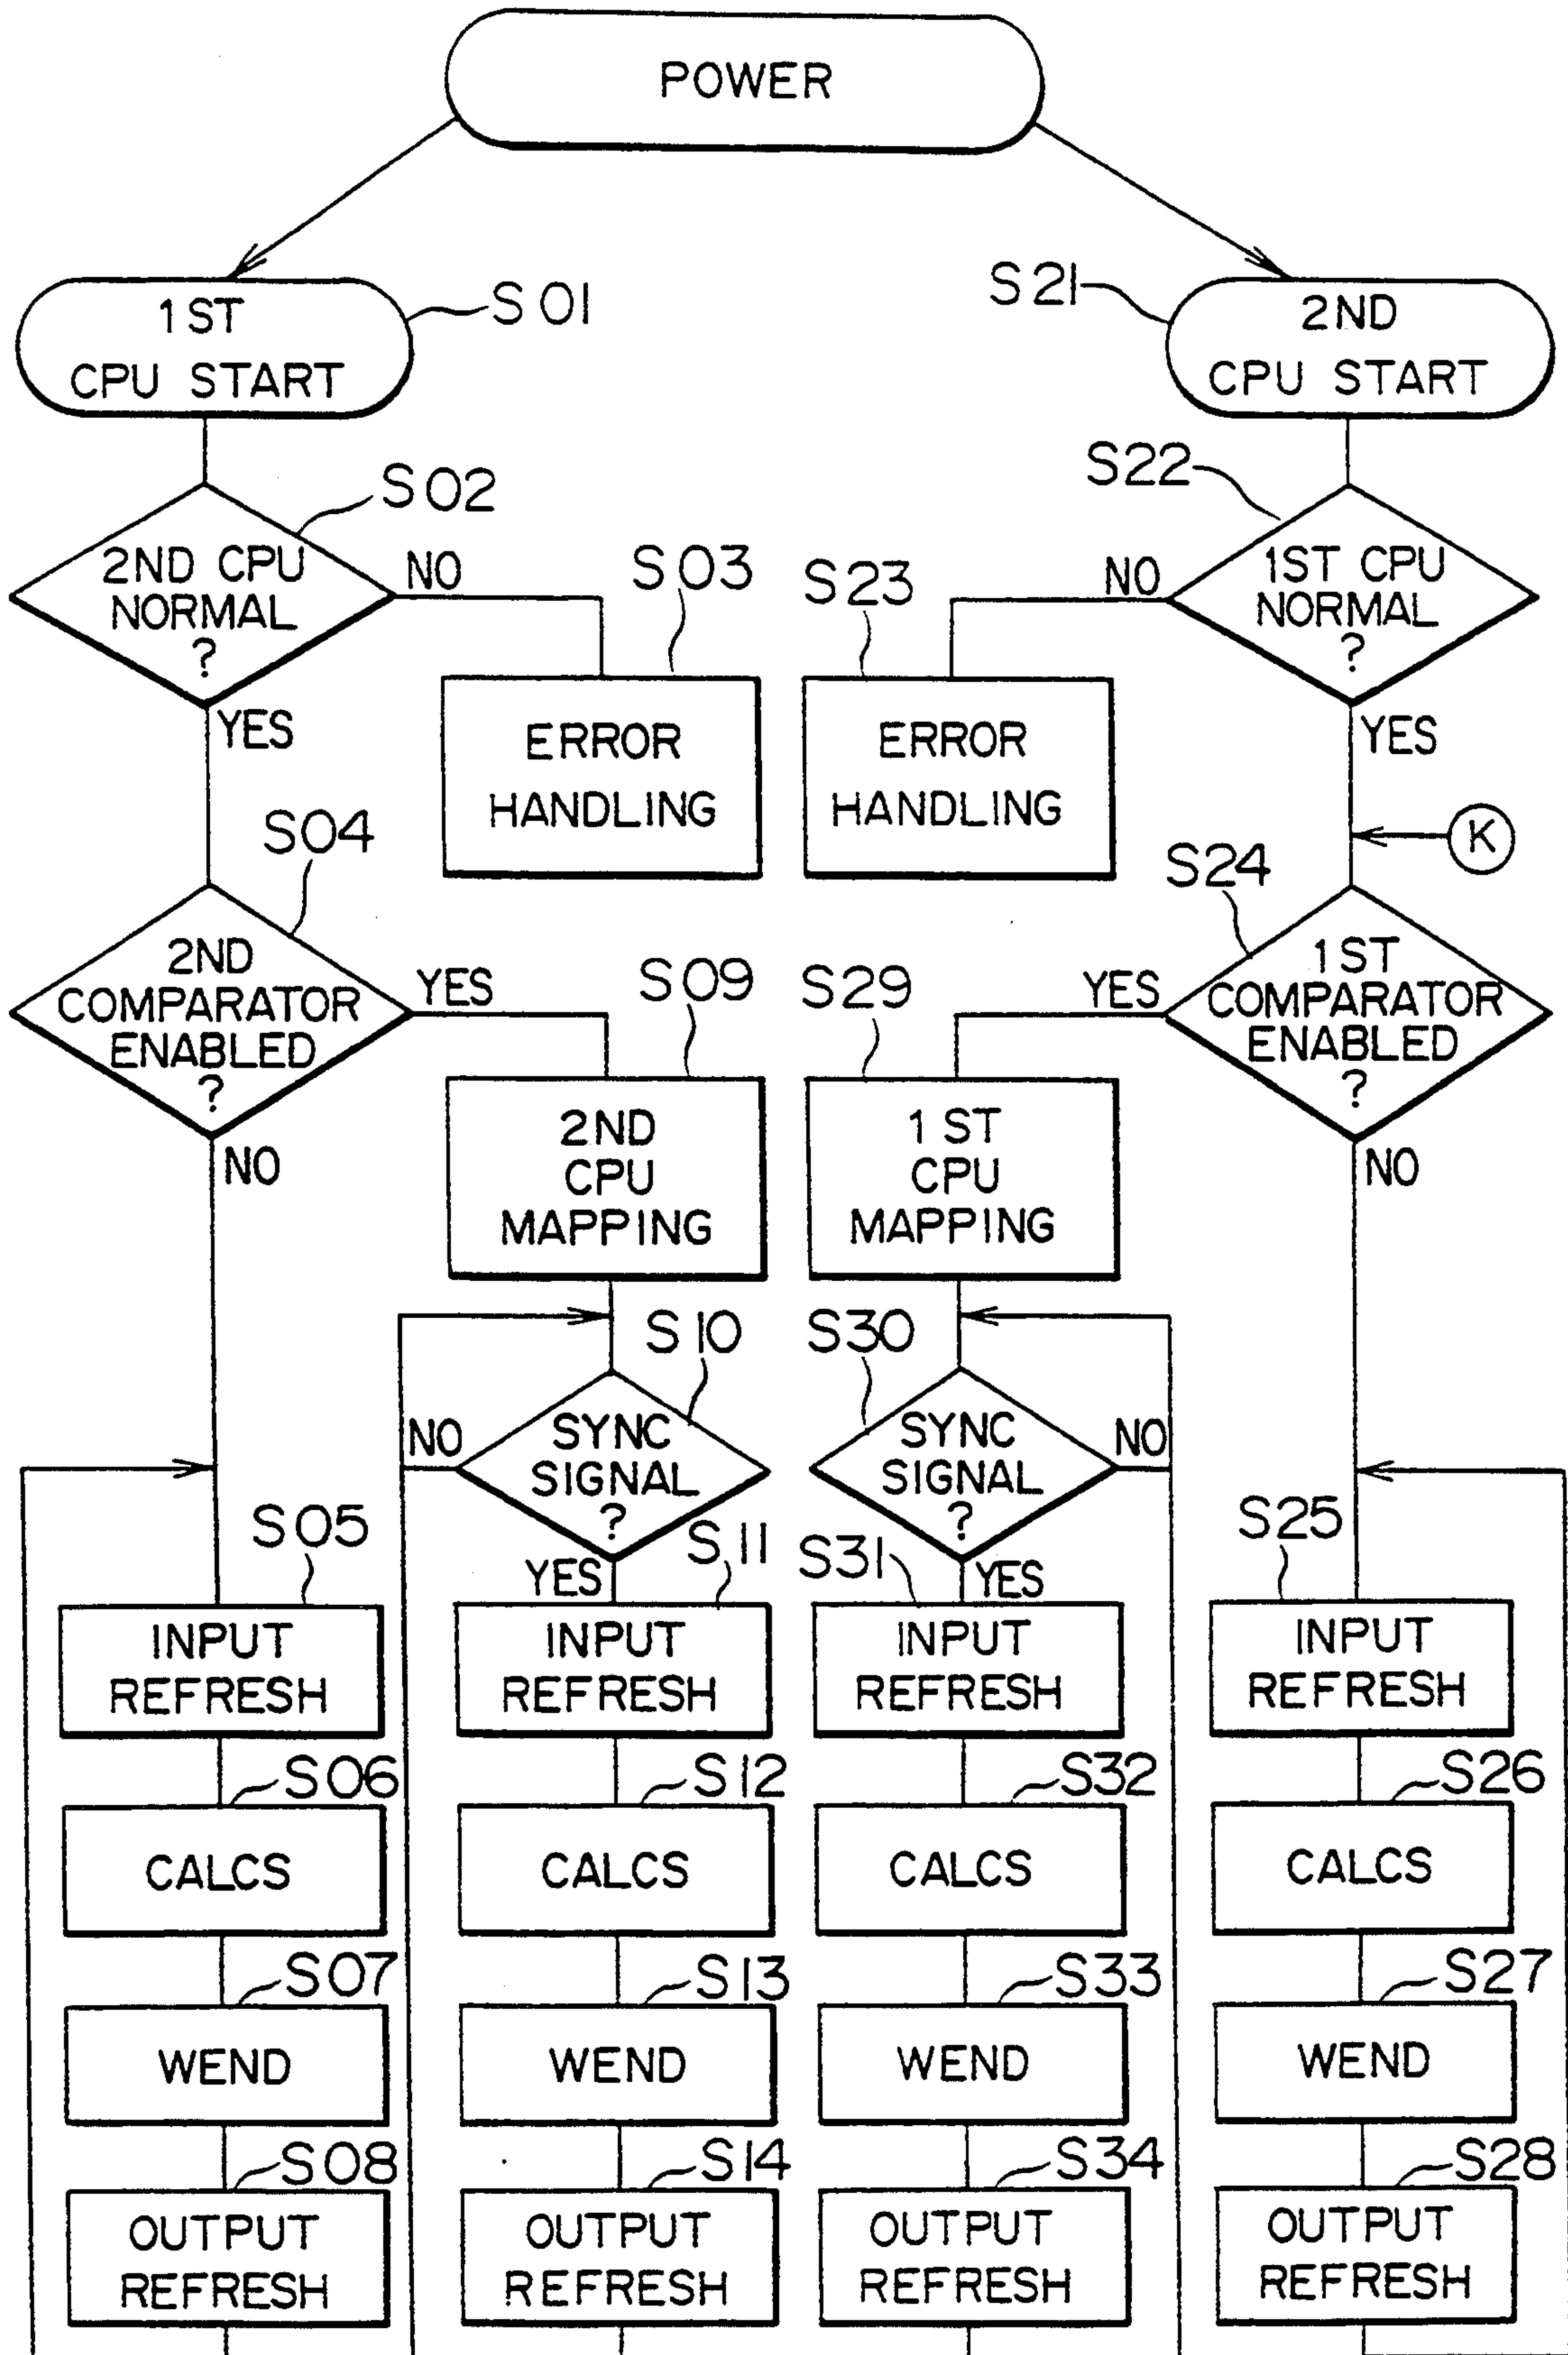 POWER
1ST
CPU START
S01
S21
2ND
CPU START
S02
2ND CPU
NORMAL
?
NO
YES
S03
ERROR
HANDLING
S22
1ST CPU
NORMAL
?
NO
YES
S23
ERROR
HANDLING
K
S04
2ND
COMPARATOR
ENABLED
?
YES
NO
S09
2ND
CPU
MAPPING
S24
1ST
COMPARATOR
ENABLED
?
YES
NO
S29
1ST
CPU
MAPPING
S10
SYNC
SIGNAL
?
NO
YES
S30
SYNC
SIGNAL
?
NO
YES
S05
INPUT
REFRESH
S11
INPUT
REFRESH
S31
INPUT
REFRESH
S25
INPUT
REFRESH
S06
CALCS
S12
CALCS
S32
CALCS
S26
CALCS
S07
WEND
S13
WEND
S33
WEND
S27
WEND
S08
OUTPUT
REFRESH
S14
OUTPUT
REFRESH
S34
OUTPUT
REFRESH
S28
OUTPUT
REFRESH